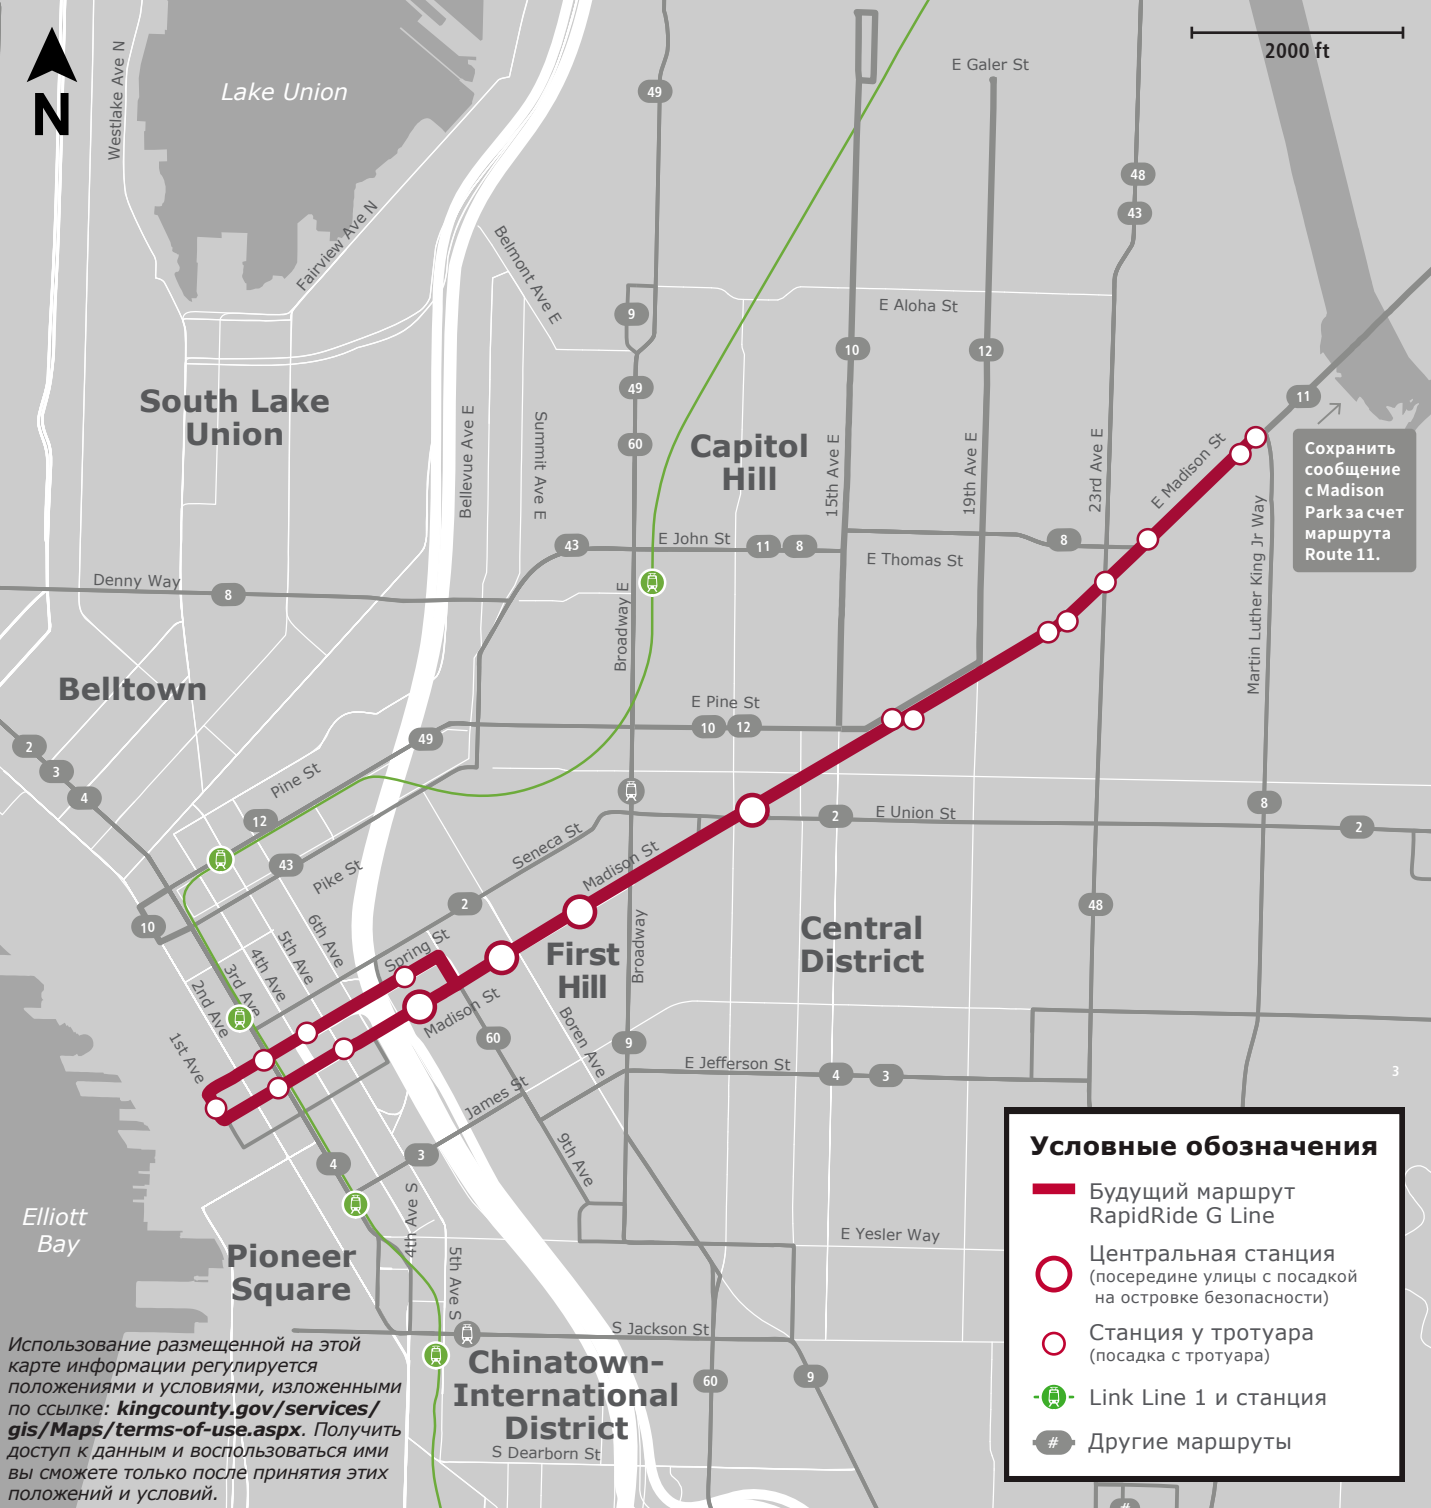 N
Lake Union
Westlake Ave N
Fairview Ave N
2000 ft
E Galer St
49
48
43
Belmont Ave E
9
E Aloha St
10
12
49
60
11
South Lake
Union
Capitol
Hill
Bellevue Ave E
Summit Ave E
15th Ave E
19th Ave E
23rd Ave E
E Madison St
Martin Luther King Jr Way
Сохранить
сообщение
с Madison
Park за счет
маршрута
Route 11.
43
E John St
11
8
8
E Thomas St
Denny Way
8
Broadway E
Belltown
E Pine St
10
12
49
2
3
4
Pine St
12
43
Pike St
10
8
2
E Union St
2
Seneca St
Madison St
2
48
Central
District
First
Hill
Broadway
Spring St
Madison St
6th Ave
5th Ave
4th Ave
3rd Ave
2nd Ave
1st Ave
60
Boren Ave
9
E Jefferson St
4
3
3
James St
9th Ave
4
3
Elliott
Bay
Pioneer
Square
4th Ave S
5th Ave S
E Yesler Way
S Jackson St
Chinatown-
International
District
60
9
S Dearborn St
#
Условные обозначения
Будущий маршрут
RapidRide G Line
Центральная станция
(посередине улицы с посадкой
на островке безопасности)
Станция у тротуара
(посадка с тротуара)
Link Line 1 и станция
#
Другие маршруты
Использование размещенной на этой
карте информации регулируется
положениями и условиями, изложенными
по ссылке: kingcounty.gov/services/
gis/Maps/terms-of-use.aspx. Получить
доступ к данным и воспользоваться ими
вы сможете только после принятия этих
положений и условий.